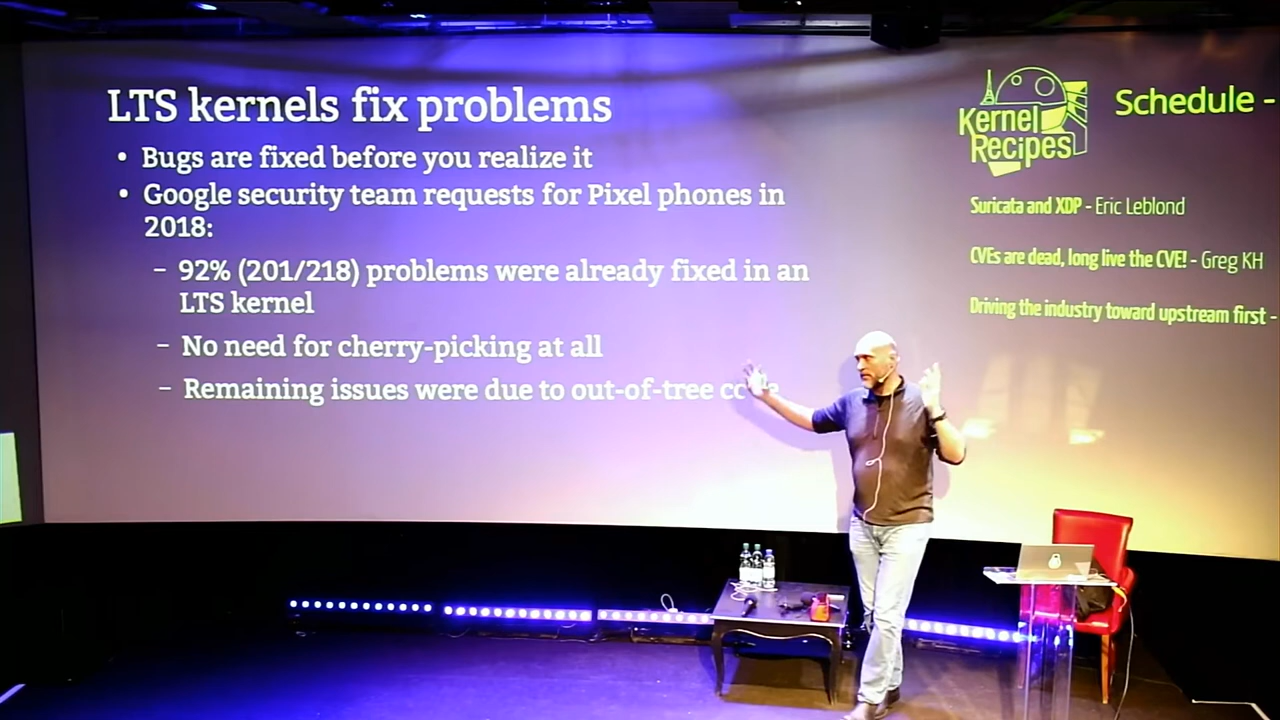 LTS kernels fix problems
• Bugs are fixed before you realize it
• Google security team requests for Pixel phones in
2018:
– 92% (201/218) problems were already fixed in an
LTS kernel
– No need for cherry-picking at all
– Remaining issues were due to out-of-tree
Kernel
Recipes
Schedule -
Suricata and XDP - Eric Leblond
CVEs are dead, long live the CVE! - Greg KH
Driving the industry toward upstream first -